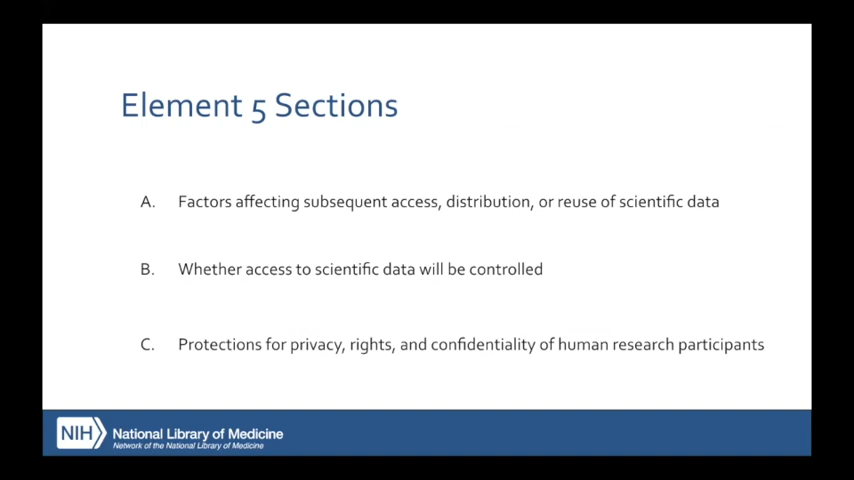 Element 5 Sections
A. Factors affecting subsequent access, distribution, or reuse of scientific data
B. Whether access to scientific data will be controlled
C. Protections for privacy, rights, and confidentiality of human research participants
NIH National Library of Medicine
Network of the National Library of Medicine